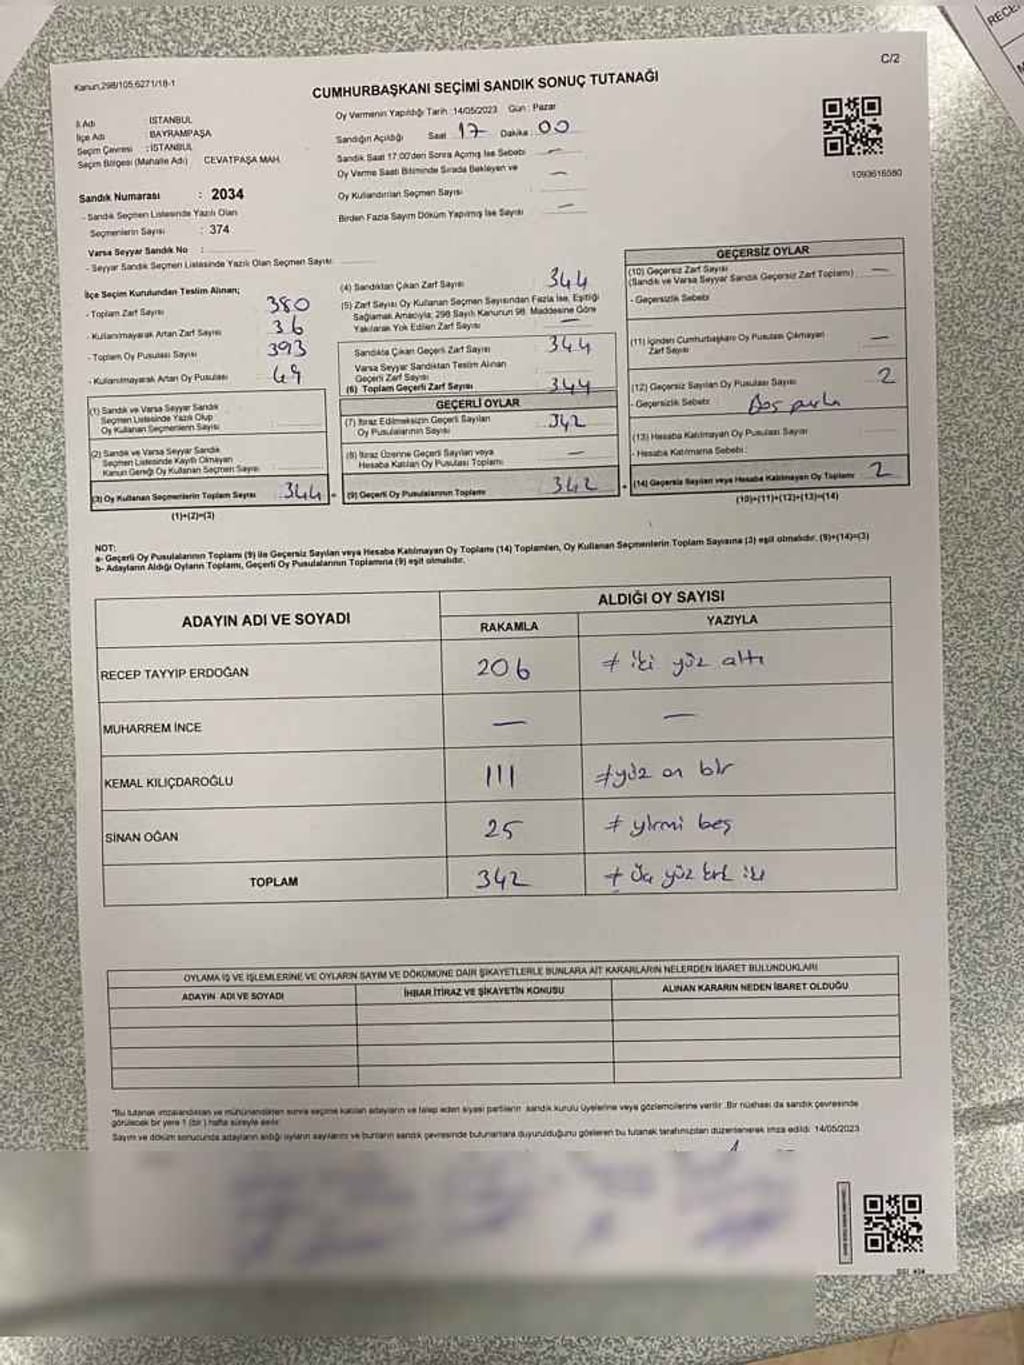 RECE
Kanun,298/105,6271/18-1
C/2
CUMHURBAŞKANI SEÇİMİ SANDIK SONUÇ TUTANAĞI
İl Adı : İSTANBUL
İlçe Adı : BAYRAMPAŞA
Seçim Çevresi : İSTANBUL
Seçim Bölgesi (Mahalle Adı) CEVATPAŞA MAH.
Sandık Numarası : 2034
- Sandık Seçmen Listesinde Yazılı Olan
Seçmenlerin Sayısı : 374
Varsa Seyyar Sandık No :
- Seyyar Sandık Seçmen Listesinde Yazılı Olan Seçmen Sayısı:
Oy Vermenin Yapıldığı Tarih :14/05/2023 Gün : Pazar
Sandığın Açıldığı Saat 17 Dakika : 00
Sandık Saat 17.00'den Sonra Açılmış İse Sebebi —
Oy Verme Saati Bitiminde Sırada Bekleyen ve
Oy Kullandırılan Seçmen Sayısı —
Birden Fazla Sayım Döküm Yapılmış İse Sayısı —
1093616580
İlçe Seçim Kurulundan Teslim Alınan;
- Toplam Zarf Sayısı 380
- Kullanılmayarak Artan Zarf Sayısı 36
- Toplam Oy Pusulası Sayısı 393
- Kullanılmayarak Artan Oy Pusulası 49
(1) Sandık ve Varsa Seyyar Sandık
Seçmen Listesinde Yazılı Olup
Oy Kullanan Seçmenlerin Sayısı
(2) Sandık ve Varsa Seyyar Sandık
Seçmen Listesinde Kayıtlı Olmayan
Kanun Gereği Oy Kullanan Seçmen Sayısı
(3) Oy Kullanan Seçmenlerin Toplam Sayısı 344 =
(1)+(2)=(3)
(4) Sandıktan Çıkan Zarf Sayısı 344
(5) Zarf Sayısı Oy Kullanan Seçmen Sayısından Fazla İse, Eşitliği
Sağlamak Amacıyla; 298 Sayılı Kanunun 98. Maddesine Göre
Yakılarak Yok Edilen Zarf Sayısı —
Sandıkta Çıkan Geçerli Zarf Sayısı 344
Varsa Seyyar Sandıktan Teslim Alınan
Geçerli Zarf Sayısı
(6) Toplam Geçerli Zarf Sayısı 344
GEÇERLİ OYLAR
(7) İtiraz Edilmeksizin Geçerli Sayılan
Oy Pusulalarının Sayısı 342
(8) İtiraz Üzerine Geçerli Sayılan veya
Hesaba Katılan Oy Pusulası Toplamı —
(9) Geçerli Oy Pusulalarının Toplamı 342 +
GEÇERSİZ OYLAR
(10) Geçersiz Zarf Sayısı —
(Sandık ve Varsa Seyyar Sandık Geçersiz Zarf Toplamı)
- Geçersizlik Sebebi
(11) İçinden Cumhurbaşkanı Oy Pusulası Çıkmayan
Zarf Sayısı —
(12) Geçersiz Sayılan Oy Pusulası Sayısı 2
- Geçersizlik Sebebi
(13) Hesaba Katılmayan Oy Pusulası Sayısı —
- Hesaba Katılmama Sebebi :
(14) Geçersiz Sayılan veya Hesaba Katılmayan Oy Toplamı 2
(10)+(11)+(12)+(13)=(14)
NOT:
a- Geçerli Oy Pusulalarının Toplamı (9) ile Geçersiz Sayılan veya Hesaba Katılmayan Oy Toplamı (14) Toplamları, Oy Kullanan Seçmenlerin Toplam Sayısına (3) eşit olmalıdır. (9)+(14)=(3)
b- Adayların Aldığı Oyların Toplamı, Geçerli Oy Pusulalarının Toplamına (9) eşit olmalıdır.
ADAYIN ADI VE SOYADI
ALDIĞI OY SAYISI
RAKAMLA YAZIYLA
RECEP TAYYIP ERDOĞAN 206 ≠ iki yüz altı
MUHARREM İNCE — —
KEMAL KILIÇDAROĞLU 111 ≠ yüz on bir
SİNAN OĞAN 25 ≠ yirmi beş
TOPLAM 342 ≠ Üç yüz kırk iki
OYLAMA İŞ VE İŞLEMLERİNE VE OYLARIN SAYIM VE DÖKÜMÜNE DAİR ŞİKAYETLERLE BUNLARA AİT KARARLARIN NELERDEN İBARET BULUNDUKLARI
ADAYIN ADI VE SOYADI İHBAR İTİRAZ VE ŞİKAYETİN KONUSU ALINAN KARARIN NEDEN İBARET OLDUĞU
*Bu tutanak imzalandıktan ve mühürlendikten sonra seçime katılan adayların ve talep eden siyasi partilerin sandık kurulu üyelerine veya gözlemcilerine verilir. Bir nüshası da sandık çevresinde
görülecek bir yere 1 (bir) hafta süreyle asılır.
Sayım ve döküm sonucunda adayların aldığı oyların sayılarını ve bunların sandık çevresinde bulunanlara duyurulduğunu gösteren bu tutanak tarafımızdan düzenlenerek imza edildi. 14/05/2023